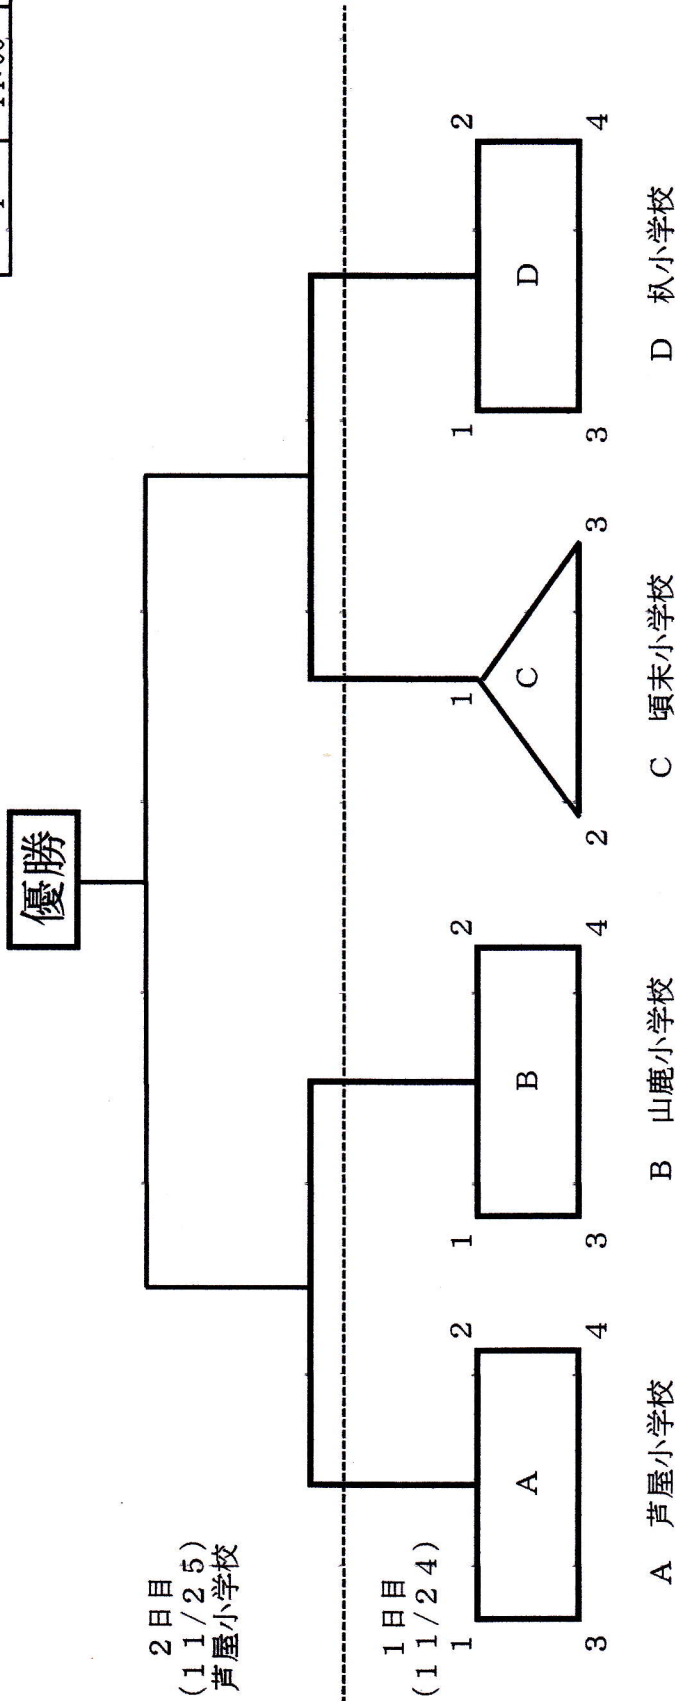 優勝
2日目
(11/25)
芦屋小学校
1日目
(11/24)
1 2
A
3 4
1 2
B
3 4
1
C
2 3
1 2
D
3 4
A 芦屋小学校
B 山鹿小学校
C 頃末小学校
D 杁小学校